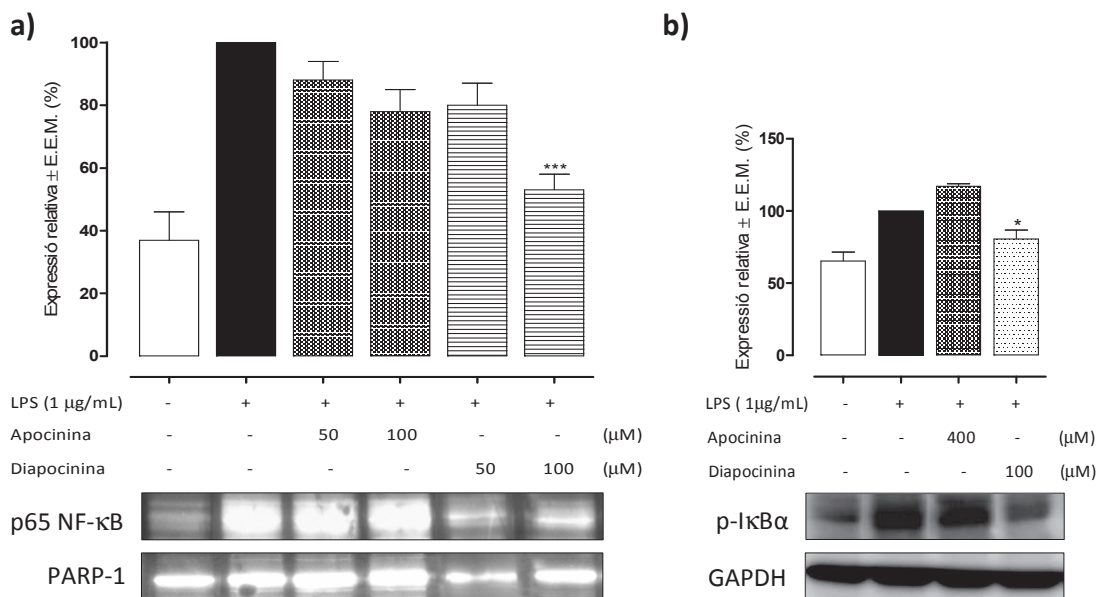 a)
Expressió relativa ± E.E.M. (%)
100
80
60
40
20
0
***
LPS (1 µg/mL) - + + + + +
Apocinina - - 50 100 - - (µM)
Diapocinina - - - - 50 100 (µM)
p65 NF-κB
PARP-1
b)
Expressió relativa ± E.E.M. (%)
150
100
50
0
*
LPS ( 1µg/mL) - + + +
Apocinina - - 400 - (µM)
Diapocinina - - - 100 (µM)
p-IκBα
GAPDH